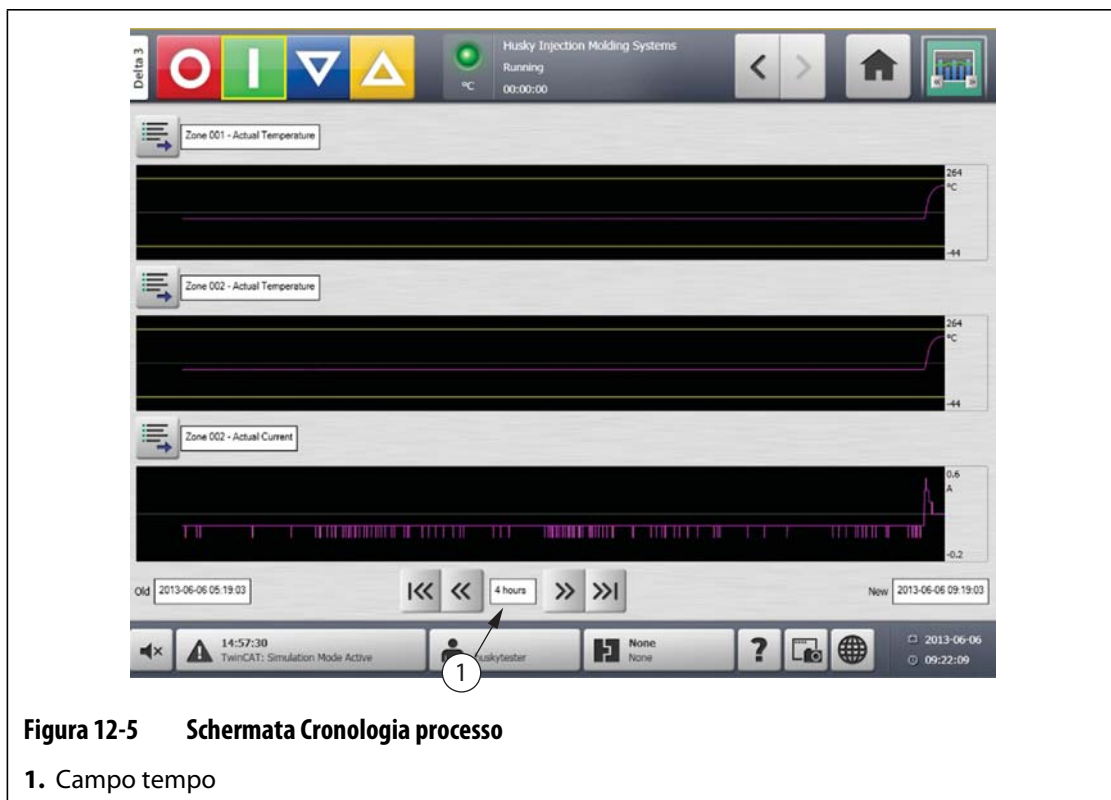 Delta 3
°C
Husky Injection Molding Systems
Running
00:00:00
Zone 001 - Actual Temperature
264
°C
-44
Zone 002 - Actual Temperature
264
°C
-44
Zone 002 - Actual Current
0.6
A
-0.2
Old 2013-06-06 05:19:03
4 hours
New 2013-06-06 09:19:03
14:57:30
TwinCAT: Simulation Mode Active
huskytester
None
None
?
2013-06-06
09:22:09
1
Figura 12-5 Schermata Cronologia processo
1. Campo tempo